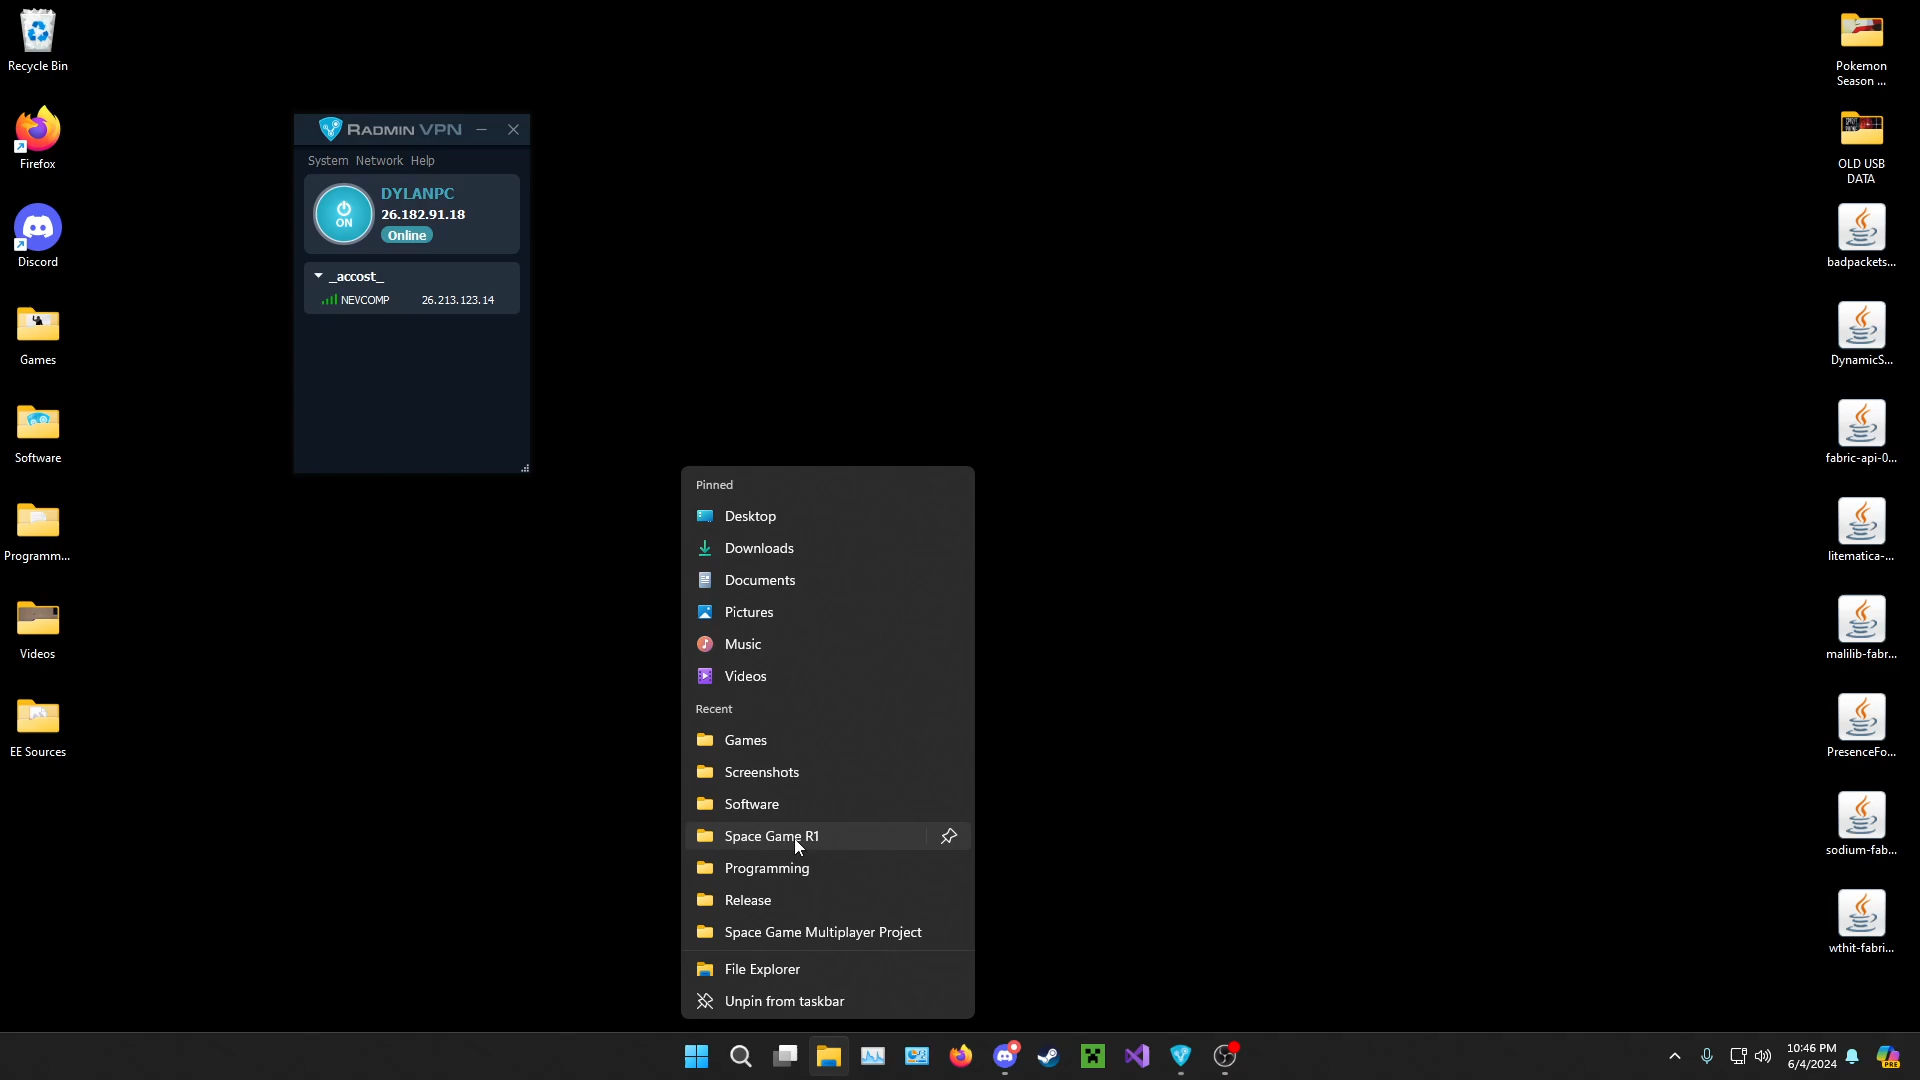 Recycle Bin
Firefox
Discord
Games
Software
Programm...
Videos
EE Sources
RADMIN VPN
System Network Help
ON
DYLANPC
26.182.91.18
Online
_accost_
NEVCOMP 26.213.123.14
Pinned
Desktop
Downloads
Documents
Pictures
Music
Videos
Recent
Games
Screenshots
Software
Space Game R1
Programming
Release
Space Game Multiplayer Project
File Explorer
Unpin from taskbar
Pokemon
Season ...
OLD USB
DATA
badpackets...
DynamicS...
fabric-api-0...
litematica-...
malilib-fabr...
PresenceFo...
sodium-fab...
wthit-fabri...
10:46 PM
6/4/2024
PRE